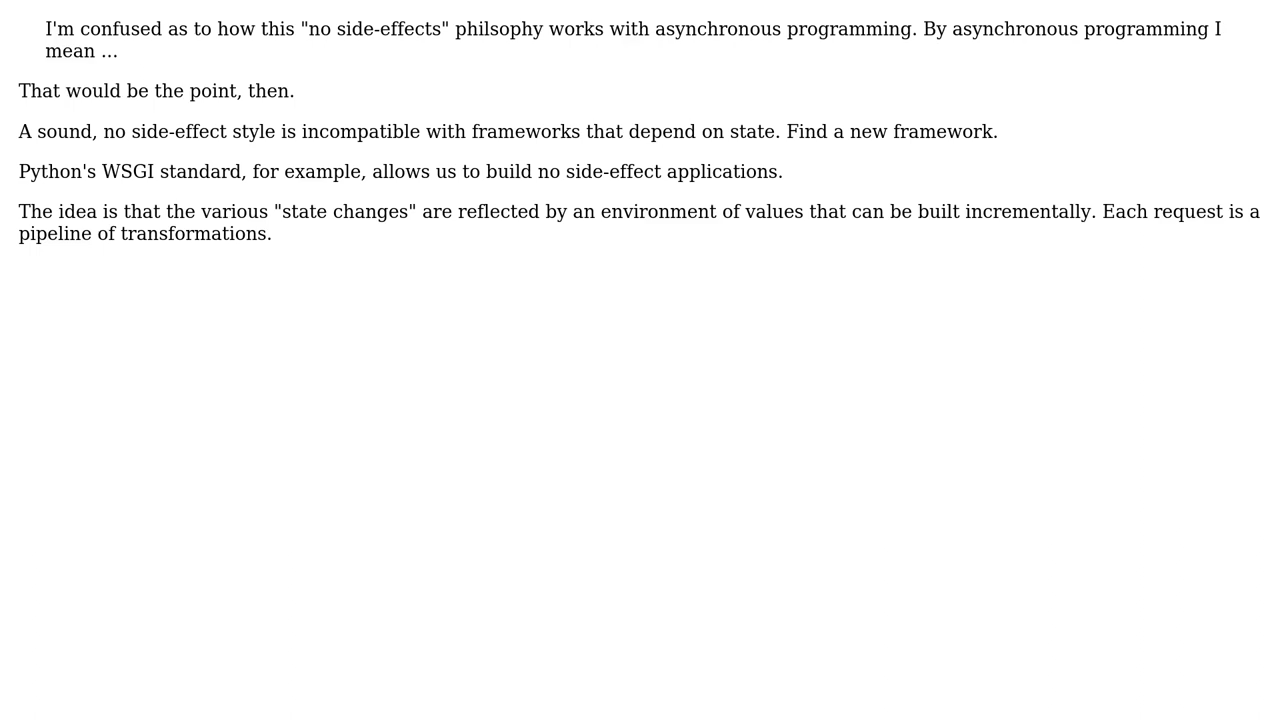 I'm confused as to how this "no side-effects" philsophy works with asynchronous programming. By asynchronous programming I
mean ...
That would be the point, then.
A sound, no side-effect style is incompatible with frameworks that depend on state. Find a new framework.
Python's WSGI standard, for example, allows us to build no side-effect applications.
The idea is that the various "state changes" are reflected by an environment of values that can be built incrementally. Each request is a
pipeline of transformations.